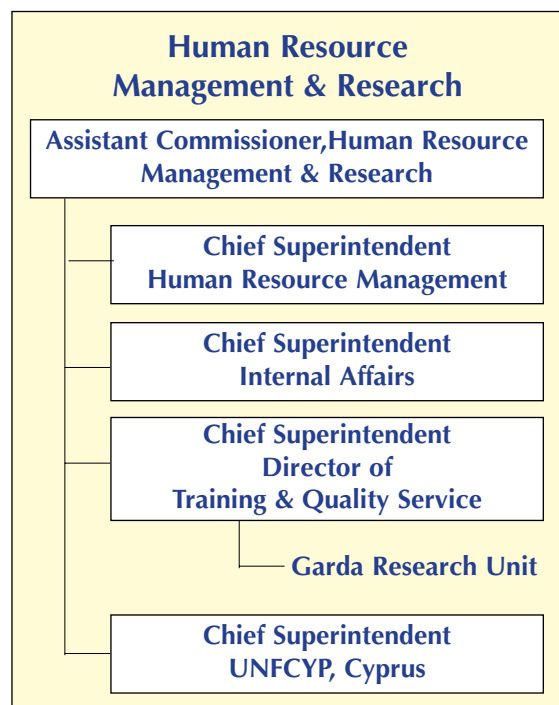 Human Resource
Management & Research
Assistant Commissioner,Human Resource
Management & Research
Chief Superintendent
Human Resource Management
Chief Superintendent
Internal Affairs
Chief Superintendent
Director of
Training & Quality Service
Garda Research Unit
Chief Superintendent
UNFCYP, Cyprus